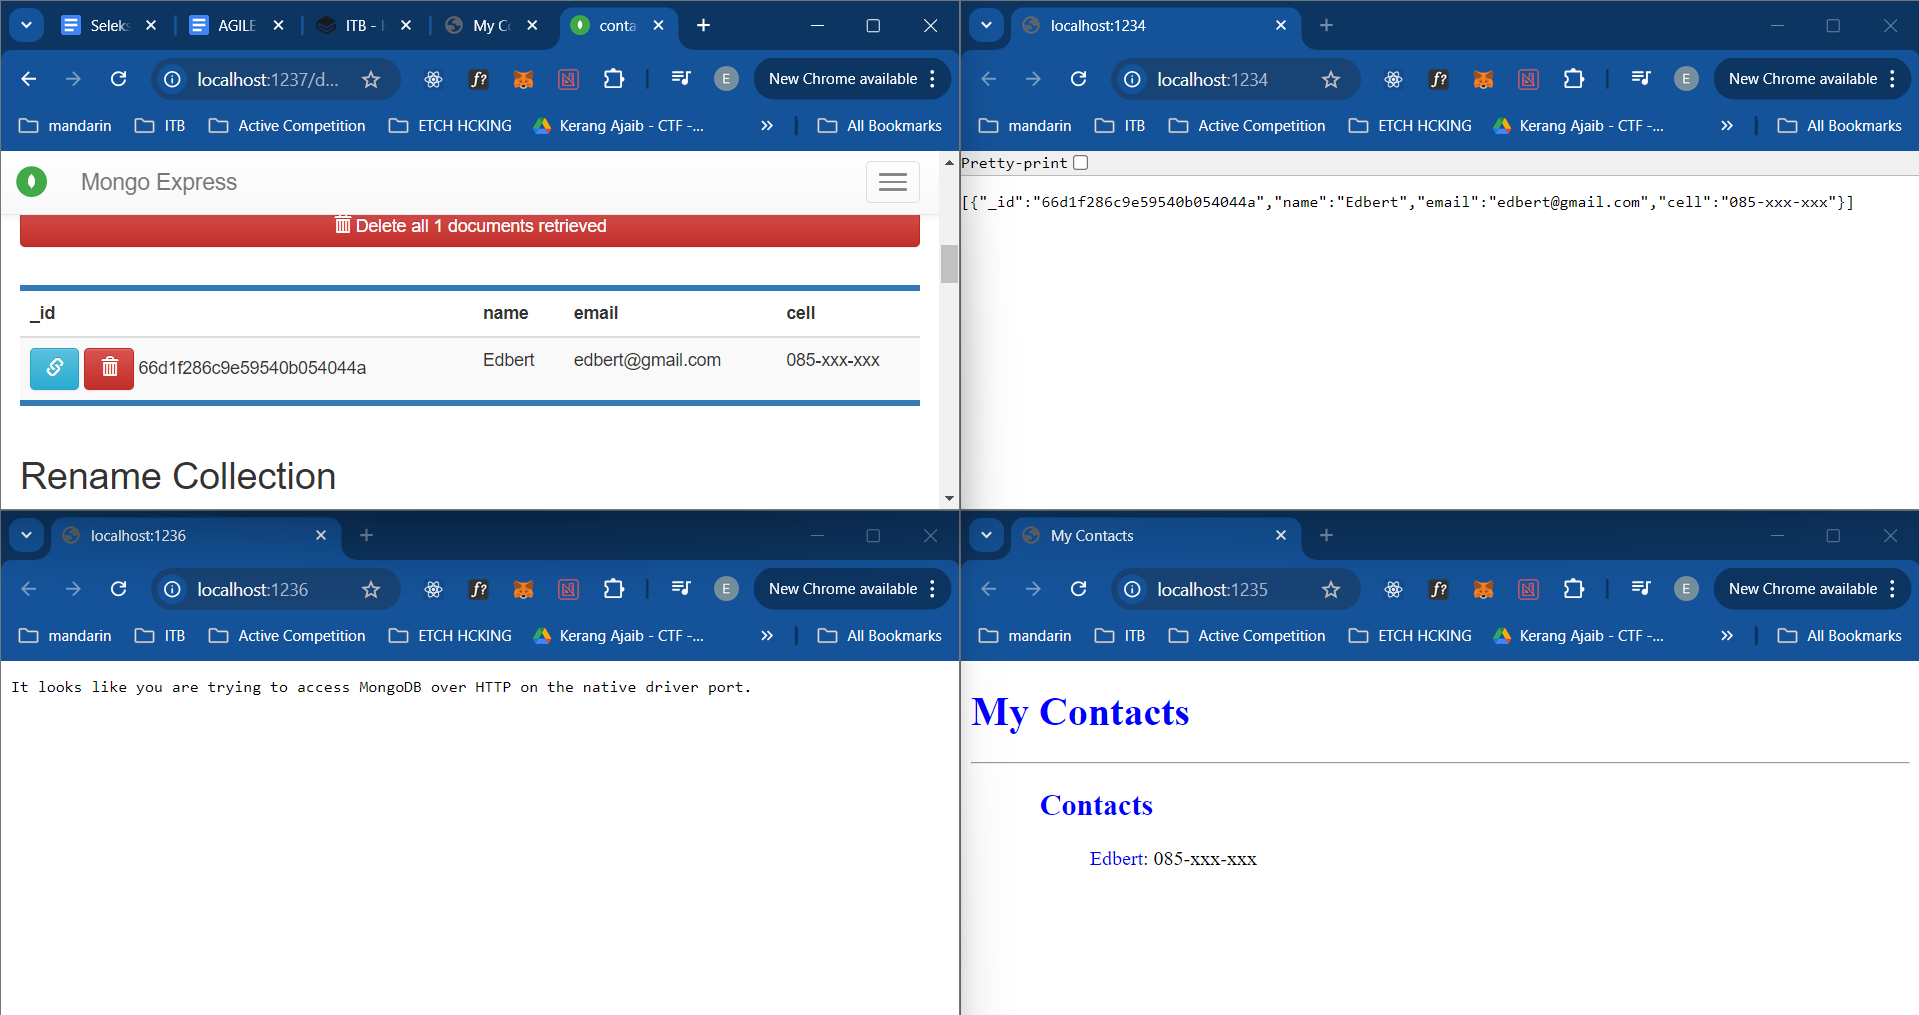 Seleks
AGILE
ITB - I
My Co
conta
localhost:1237/d...
New Chrome available
mandarin
ITB
Active Competition
ETCH HCKING
Kerang Ajaib - CTF -...
All Bookmarks
Mongo Express
Delete all 1 documents retrieved
_id name email cell
66d1f286c9e59540b054044a Edbert edbert@gmail.com 085-xxx-xxx
Rename Collection
localhost:1234
localhost:1234
E
New Chrome available
mandarin
ITB
Active Competition
ETCH HCKING
Kerang Ajaib - CTF -...
All Bookmarks
Pretty-print
[{"_id":"66d1f286c9e59540b054044a","name":"Edbert","email":"edbert@gmail.com","cell":"085-xxx-xxx"}]
localhost:1236
localhost:1236
E
New Chrome available
mandarin
ITB
Active Competition
ETCH HCKING
Kerang Ajaib - CTF -...
All Bookmarks
It looks like you are trying to access MongoDB over HTTP on the native driver port.
My Contacts
localhost:1235
E
New Chrome available
mandarin
ITB
Active Competition
ETCH HCKING
Kerang Ajaib - CTF -...
All Bookmarks
My Contacts
Contacts
Edbert: 085-xxx-xxx